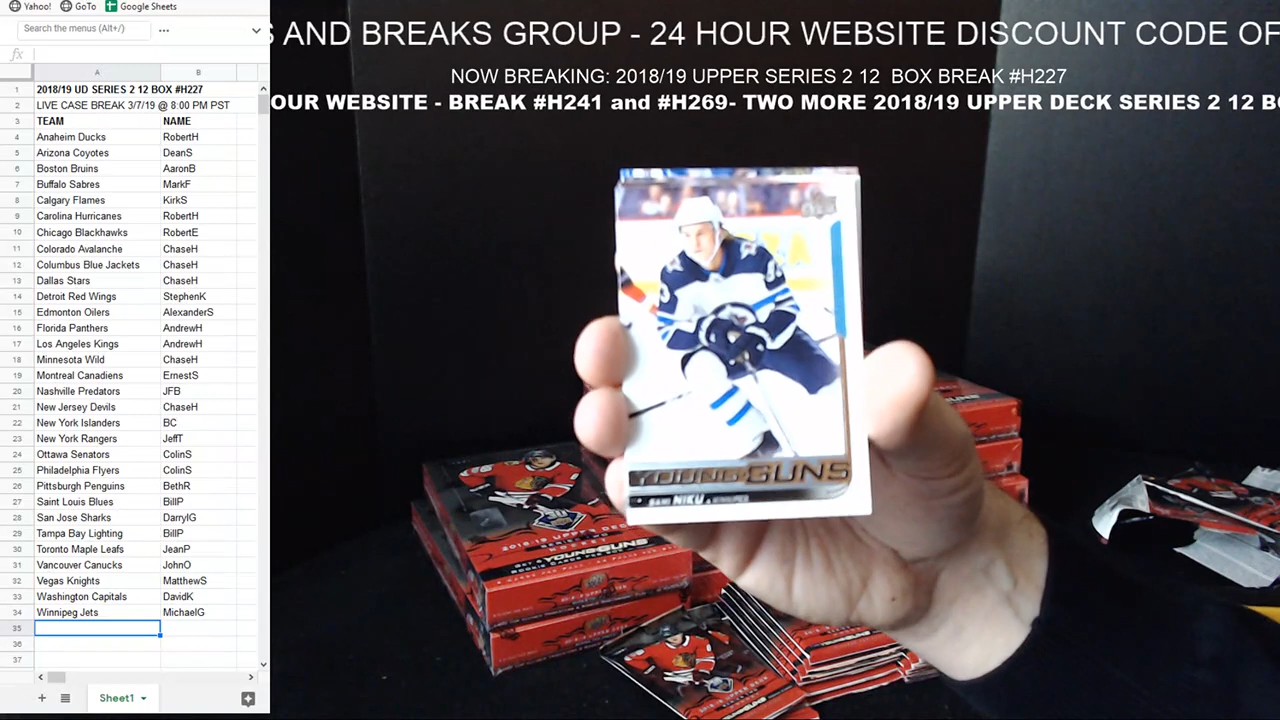 Yahoo!
GoTo
Google Sheets
Search the menus (Alt+/)
fx
A B
1 2018/19 UD SERIES 2 12 BOX #H227
2 LIVE CASE BREAK 3/7/19 @ 8:00 PM PST
3 TEAM NAME
4 Anaheim Ducks RobertH
5 Arizona Coyotes DeanS
6 Boston Bruins AaronB
7 Buffalo Sabres MarkF
8 Calgary Flames KirkS
9 Carolina Hurricanes RobertH
10 Chicago Blackhawks RobertE
11 Colorado Avalanche ChaseH
12 Columbus Blue Jackets ChaseH
13 Dallas Stars ChaseH
14 Detroit Red Wings StephenK
15 Edmonton Oilers AlexanderS
16 Florida Panthers AndrewH
17 Los Angeles Kings AndrewH
18 Minnesota Wild ChaseH
19 Montreal Canadiens ErnestS
20 Nashville Predators JFB
21 New Jersey Devils ChaseH
22 New York Islanders BC
23 New York Rangers JeffT
24 Ottawa Senators ColinS
25 Philadelphia Flyers ColinS
26 Pittsburgh Penguins BethR
27 Saint Louis Blues BillP
28 San Jose Sharks DarrylG
29 Tampa Bay Lighting BillP
30 Toronto Maple Leafs JeanP
31 Vancouver Canucks JohnO
32 Vegas Knights MatthewS
33 Washington Capitals DavidK
34 Winnipeg Jets MichaelG
35
36
37
Sheet1
S AND BREAKS GROUP - 24 HOUR WEBSITE DISCOUNT CODE OF
NOW BREAKING: 2018/19 UPPER SERIES 2 12 BOX BREAK #H227
OUR WEBSITE - BREAK #H241 and #H269- TWO MORE 2018/19 UPPER DECK SERIES 2 12 BO
YOUNG GUNS
SAMI NIKU
2018-19 UPPER DECK
YOUNG GUNS